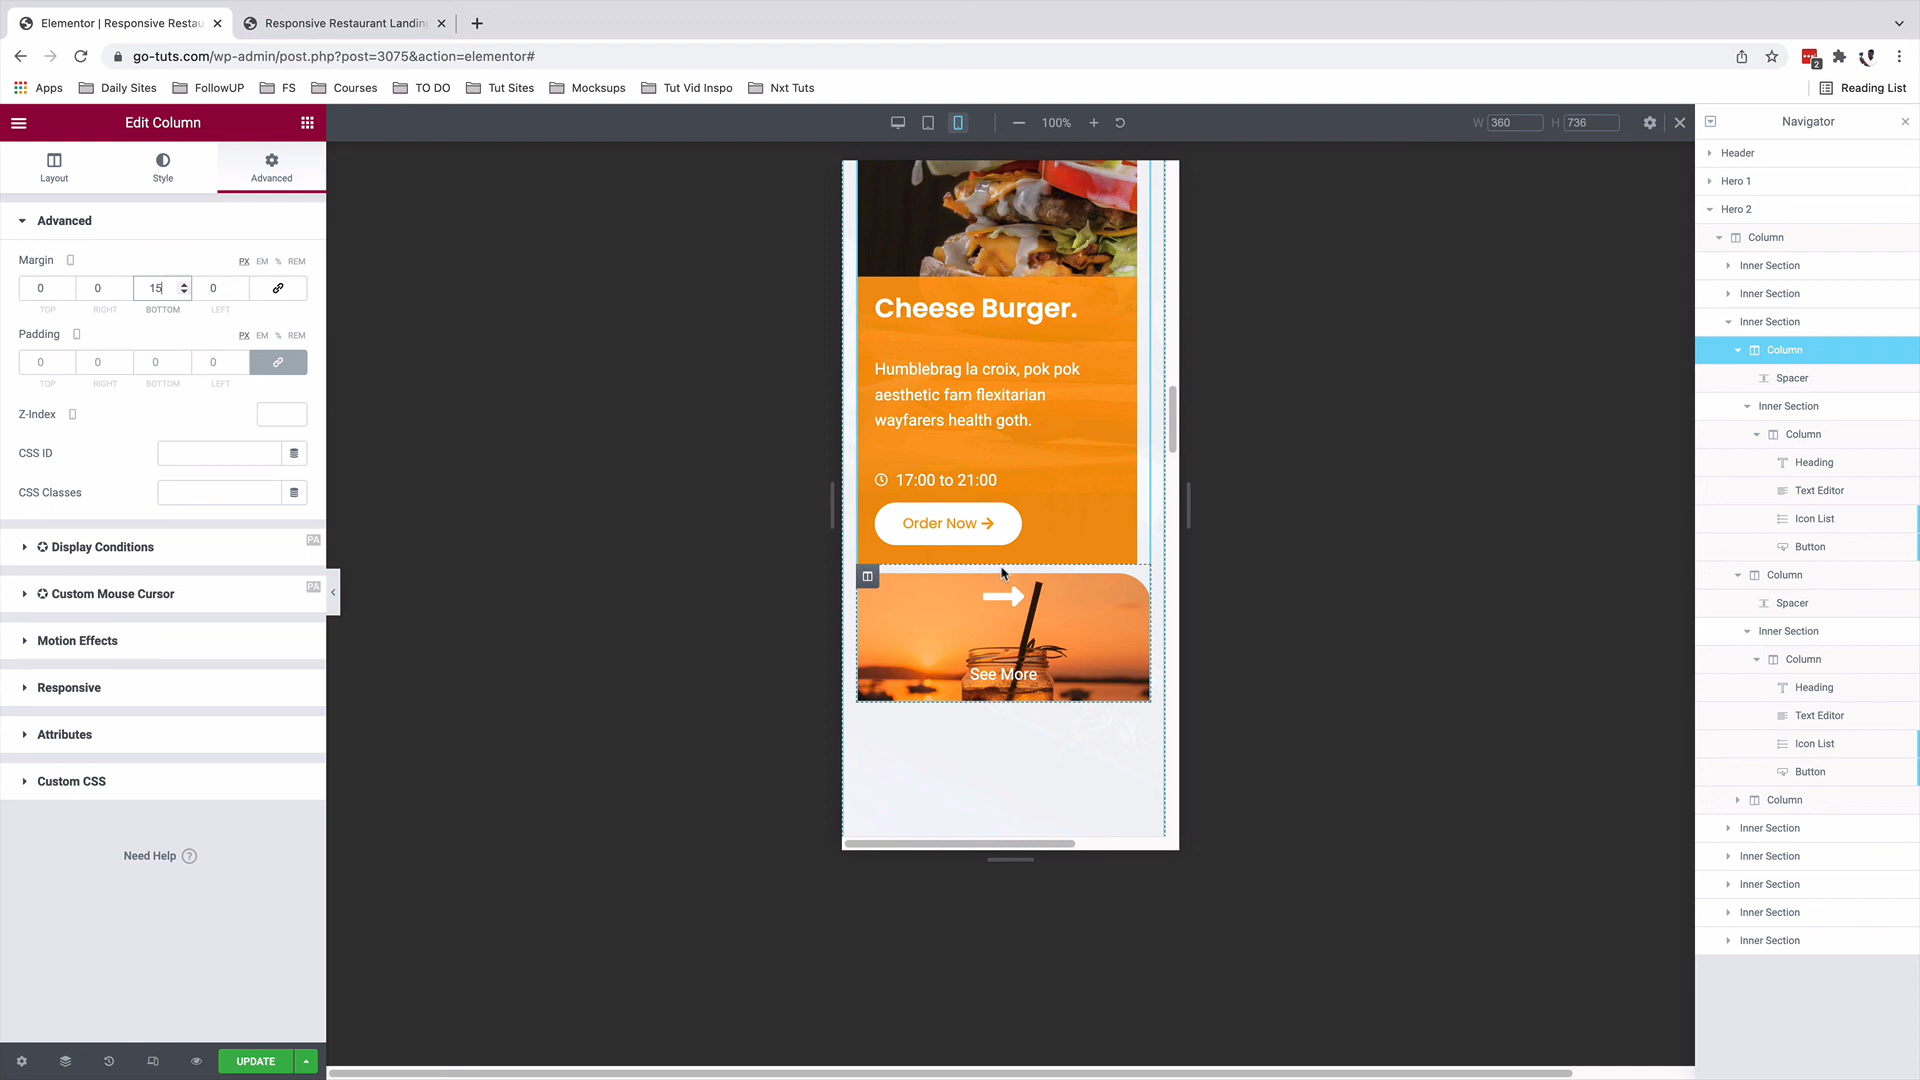 Elementor | Responsive Restau
Responsive Restaurant Landing
go-tuts.com/wp-admin/post.php?post=3075&action=elementor#
Apps
Daily Sites
FollowUP
FS
Courses
TO DO
Tut Sites
Mocksups
Tut Vid Inspo
Nxt Tuts
Reading List
2
Edit Column
100%
W 360
H 736
Navigator
Layout
Style
Advanced
Advanced
Margin
PX EM % REM
0 0 15 0
TOP RIGHT BOTTOM LEFT
Padding
PX EM % REM
0 0 0 0
TOP RIGHT BOTTOM LEFT
Z-Index
CSS ID
CSS Classes
Display Conditions
PA
Custom Mouse Cursor
PA
Motion Effects
Responsive
Attributes
Custom CSS
Need Help ?
UPDATE
Cheese Burger.
Humblebrag la croix, pok pok
aesthetic fam flexitarian
wayfarers health goth.
17:00 to 21:00
Order Now
See More
Header
Hero 1
Hero 2
Column
Inner Section
Inner Section
Inner Section
Column
Spacer
Inner Section
Column
Heading
Text Editor
Icon List
Button
Column
Spacer
Inner Section
Column
Heading
Text Editor
Icon List
Button
Column
Inner Section
Inner Section
Inner Section
Inner Section
Inner Section